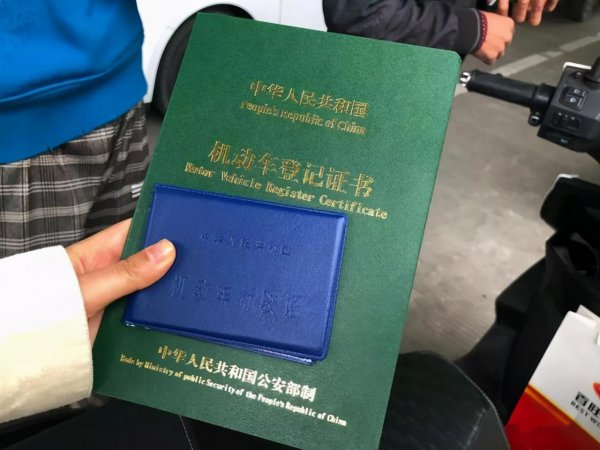 中华人民共和国
People's Republic of China
机动车登记证书
Motor Vehicle Register Certificate
中华人民共和国
机动车行驶证
中华人民共和国公安部制
Made by Ministry of public Security of the People's Republic of China
百旺
BEST W